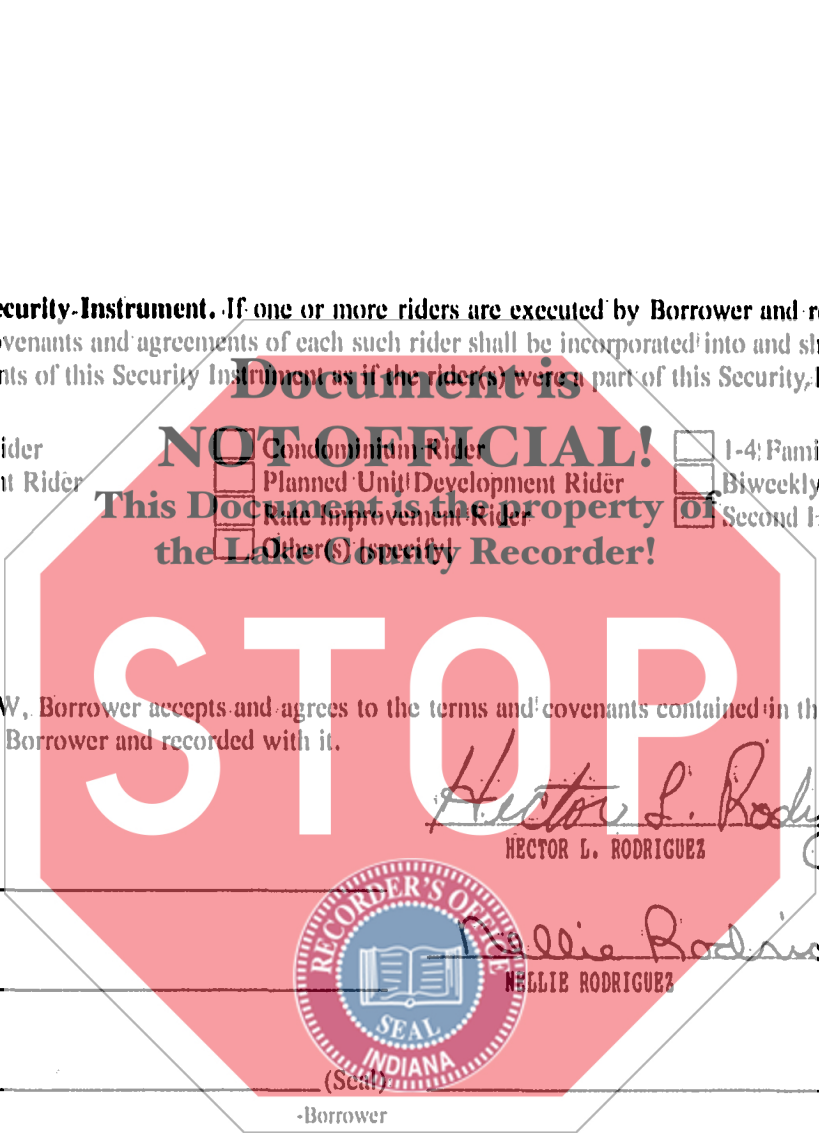 ecurity Instrument. If one or more riders are executed by Borrower and re
ovenants and agreements of each such rider shall be incorporated into and sh
nts of this Security Instrument as if the rider(s) were a part of this Security
Document is
NOT OFFICIAL!
This Document is the property of
the Lake County Recorder!
ider Condominium Rider 1-4 Fami
nt Rider Planned Unit Development Rider Biweekly
Rate Improvement Rider Second
Other(s) [specify]
STOP
W, Borrower accepts and agrees to the terms and covenants contained in th
Borrower and recorded with it.
Hector L. Rod
HECTOR L. RODRIGUEZ
Nellie Rodri
NELLIE RODRIGUEZ
RECORDER'S OFFICE
SEAL
INDIANA
(Seal)
-Borrower